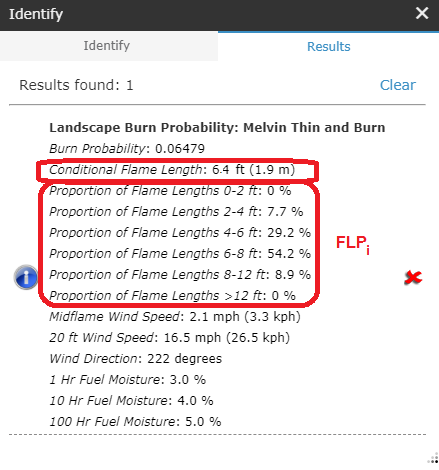 Identify
Identify
Results
Results found: 1
Clear
Landscape Burn Probability: Melvin Thin and Burn
Burn Probability: 0.06479
Conditional Flame Length: 6.4 ft (1.9 m)
Proportion of Flame Lengths 0-2 ft: 0 %
Proportion of Flame Lengths 2-4 ft: 7.7 %
Proportion of Flame Lengths 4-6 ft: 29.2 %
Proportion of Flame Lengths 6-8 ft: 54.2 %
FLPi
Proportion of Flame Lengths 8-12 ft: 8.9 %
Proportion of Flame Lengths >12 ft: 0 %
Midflame Wind Speed: 2.1 mph (3.3 kph)
20 ft Wind Speed: 16.5 mph (26.5 kph)
Wind Direction: 222 degrees
1 Hr Fuel Moisture: 3.0 %
10 Hr Fuel Moisture: 4.0 %
100 Hr Fuel Moisture: 5.0 %